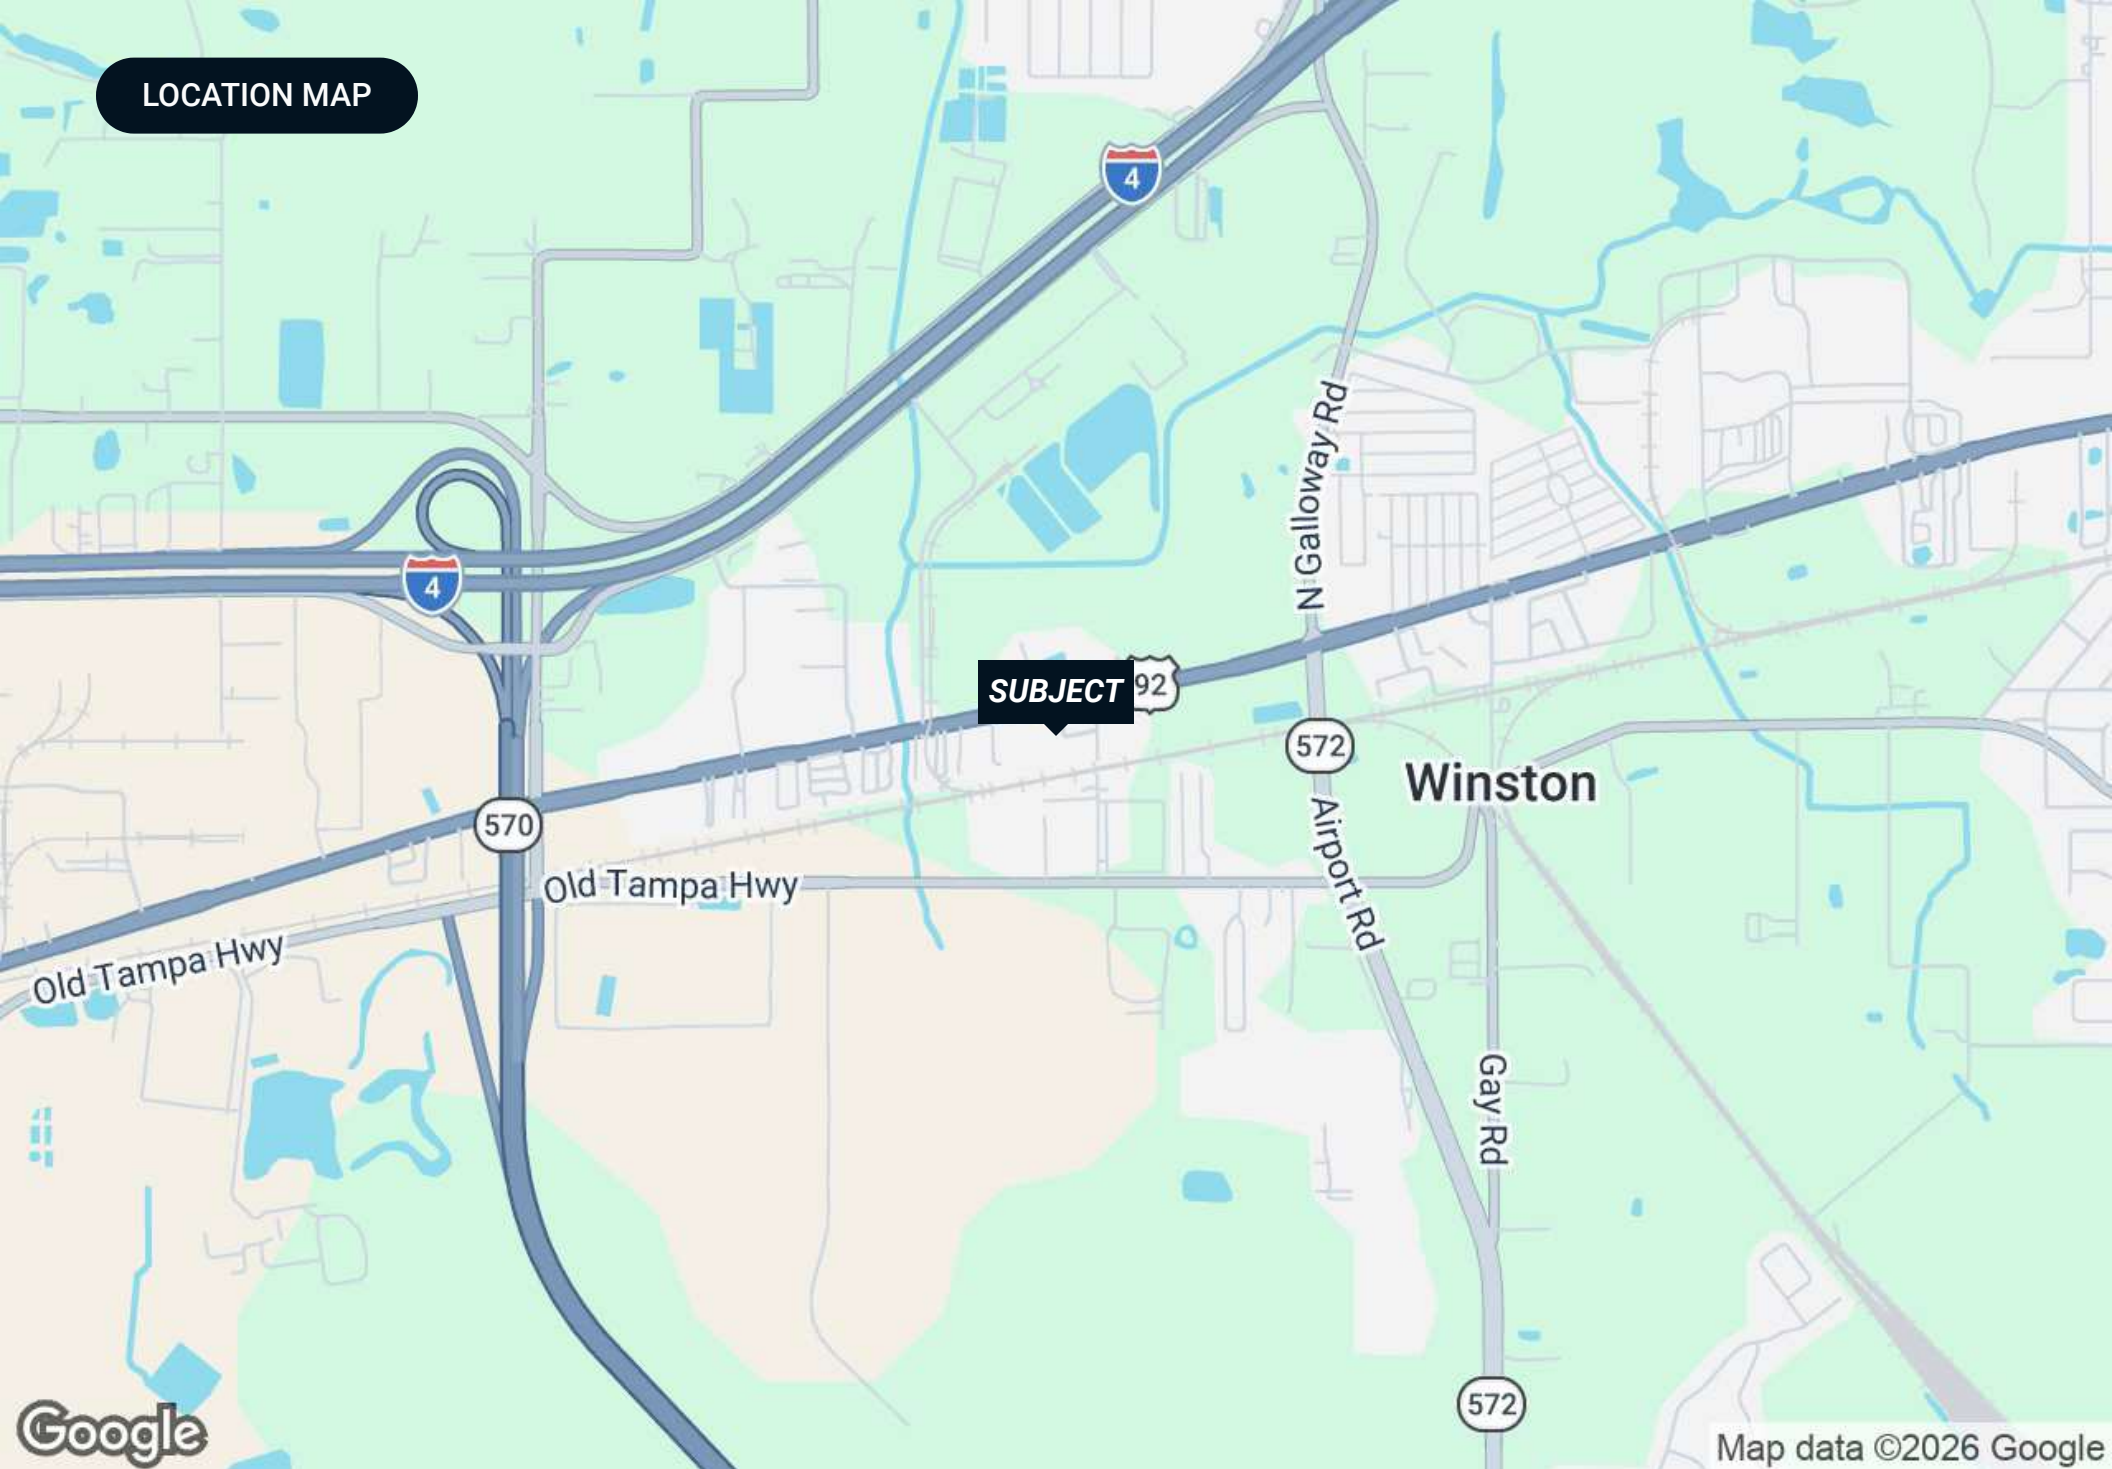 LOCATION MAP
4
N Galloway Rd
4
SUBJECT
92
572
Winston
570
Airport Rd
Old Tampa Hwy
Old Tampa Hwy
Gay Rd
572
Google
Map data ©2026 Google